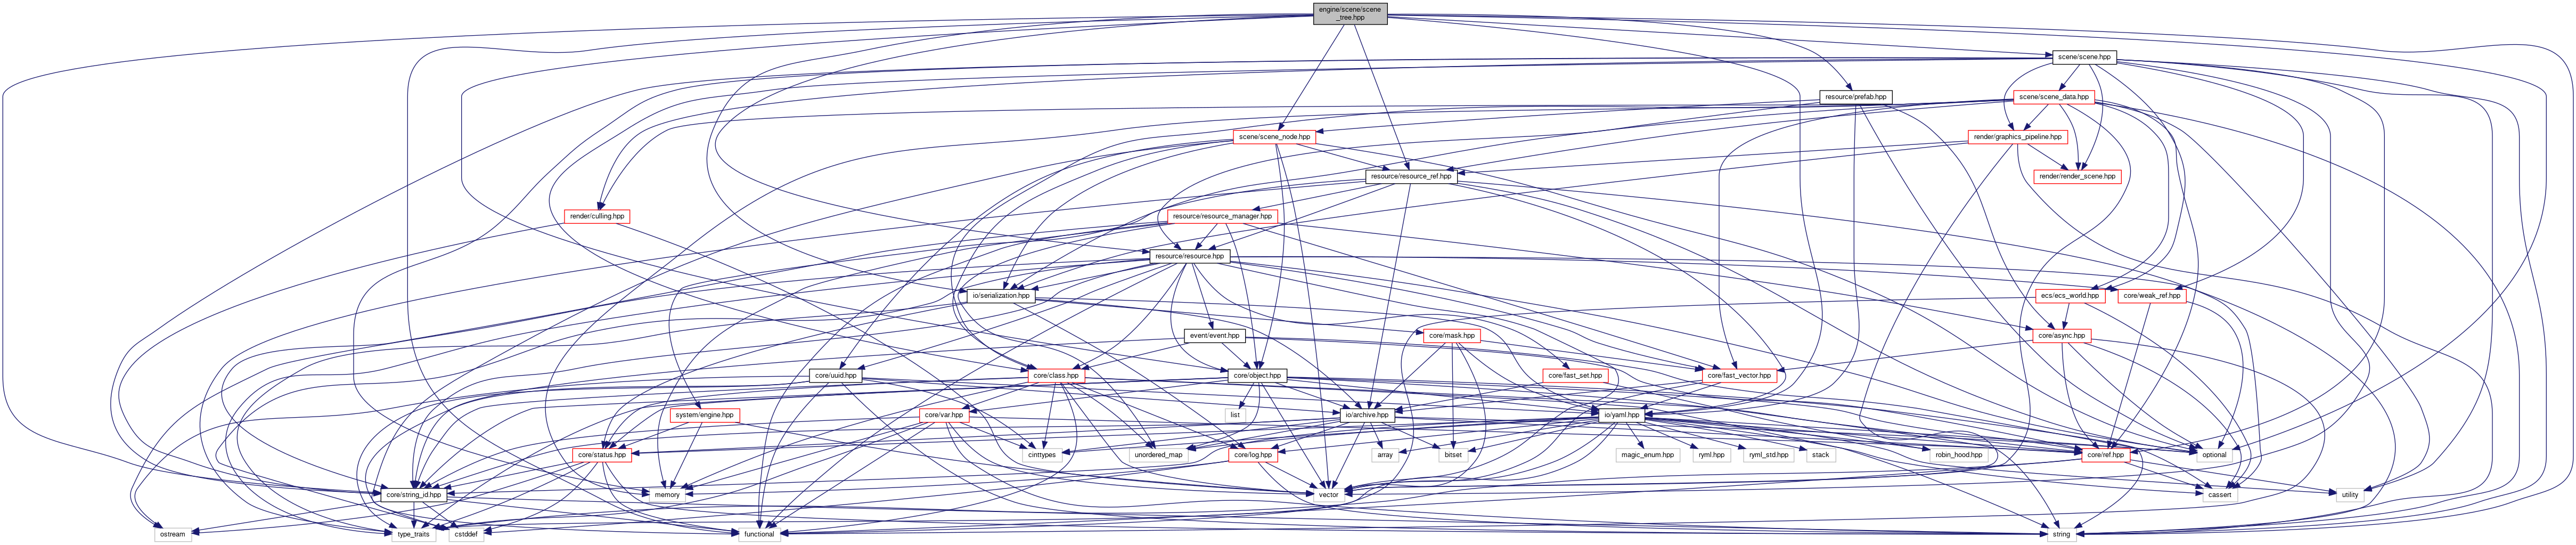 engine/scene/scene
_tree.hpp
scene/scene.hpp
resource/prefab.hpp
scene/scene_data.hpp
scene/scene_node.hpp
render/graphics_pipeline.hpp
resource/resource_ref.hpp
render/render_scene.hpp
render/culling.hpp
resource/resource_manager.hpp
resource/resource.hpp
io/serialization.hpp
ecs/ecs_world.hpp
core/weak_ref.hpp
event/event.hpp
core/mask.hpp
core/async.hpp
core/uuid.hpp
core/class.hpp
core/object.hpp
core/fast_set.hpp
core/fast_vector.hpp
system/engine.hpp
core/var.hpp
list
io/archive.hpp
io/yaml.hpp
core/status.hpp
cinttypes
unordered_map
core/log.hpp
array
bitset
magic_enum.hpp
ryml.hpp
ryml_std.hpp
stack
robin_hood.hpp
core/ref.hpp
optional
core/string_id.hpp
memory
vector
cassert
utility
ostream
type_traits
cstddef
functional
string